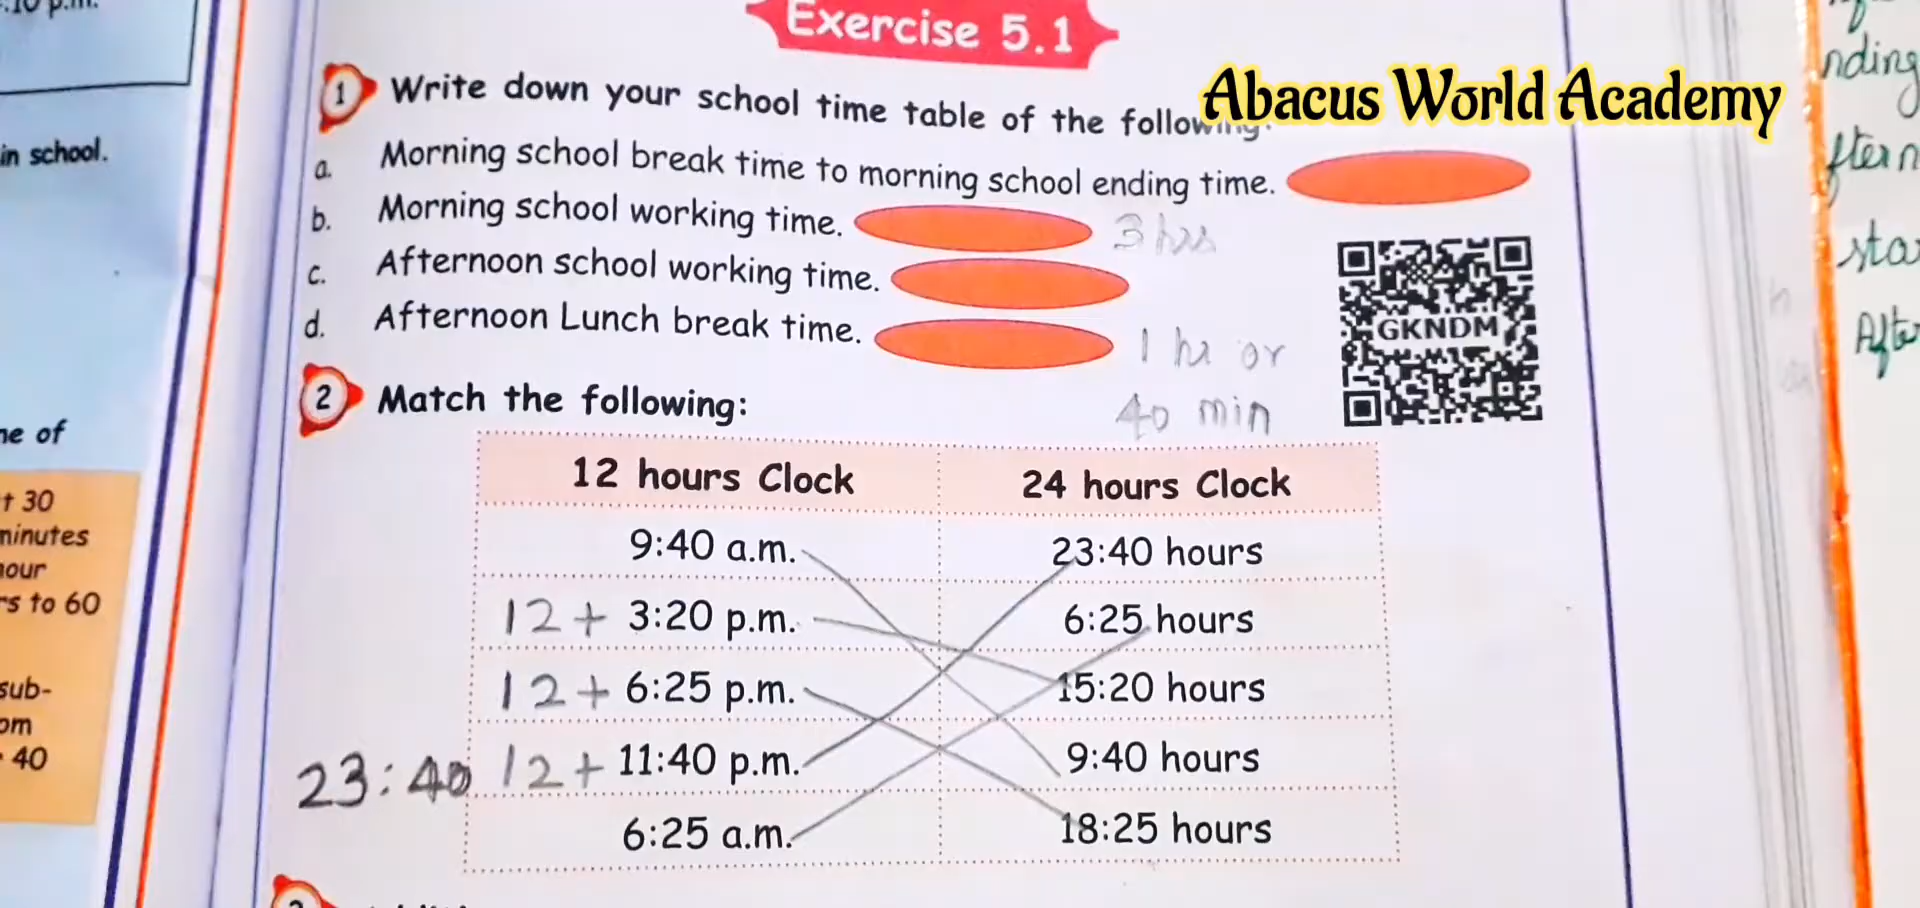 Exercise 5.1
Abacus World Academy
1 Write down your school time table of the following:
a. Morning school break time to morning school ending time.
b. Morning school working time. 3 hrs
c. Afternoon school working time.
d. Afternoon Lunch break time. 1 hr or
40 min
GKNDM
2 Match the following:
12 hours Clock 24 hours Clock
9:40 a.m. 23:40 hours
12 + 3:20 p.m. 6:25 hours
12 + 6:25 p.m. 15:20 hours
23:40 12 + 11:40 p.m. 9:40 hours
6:25 a.m. 18:25 hours
in school.
of
30
minutes
to 60
sub-
40